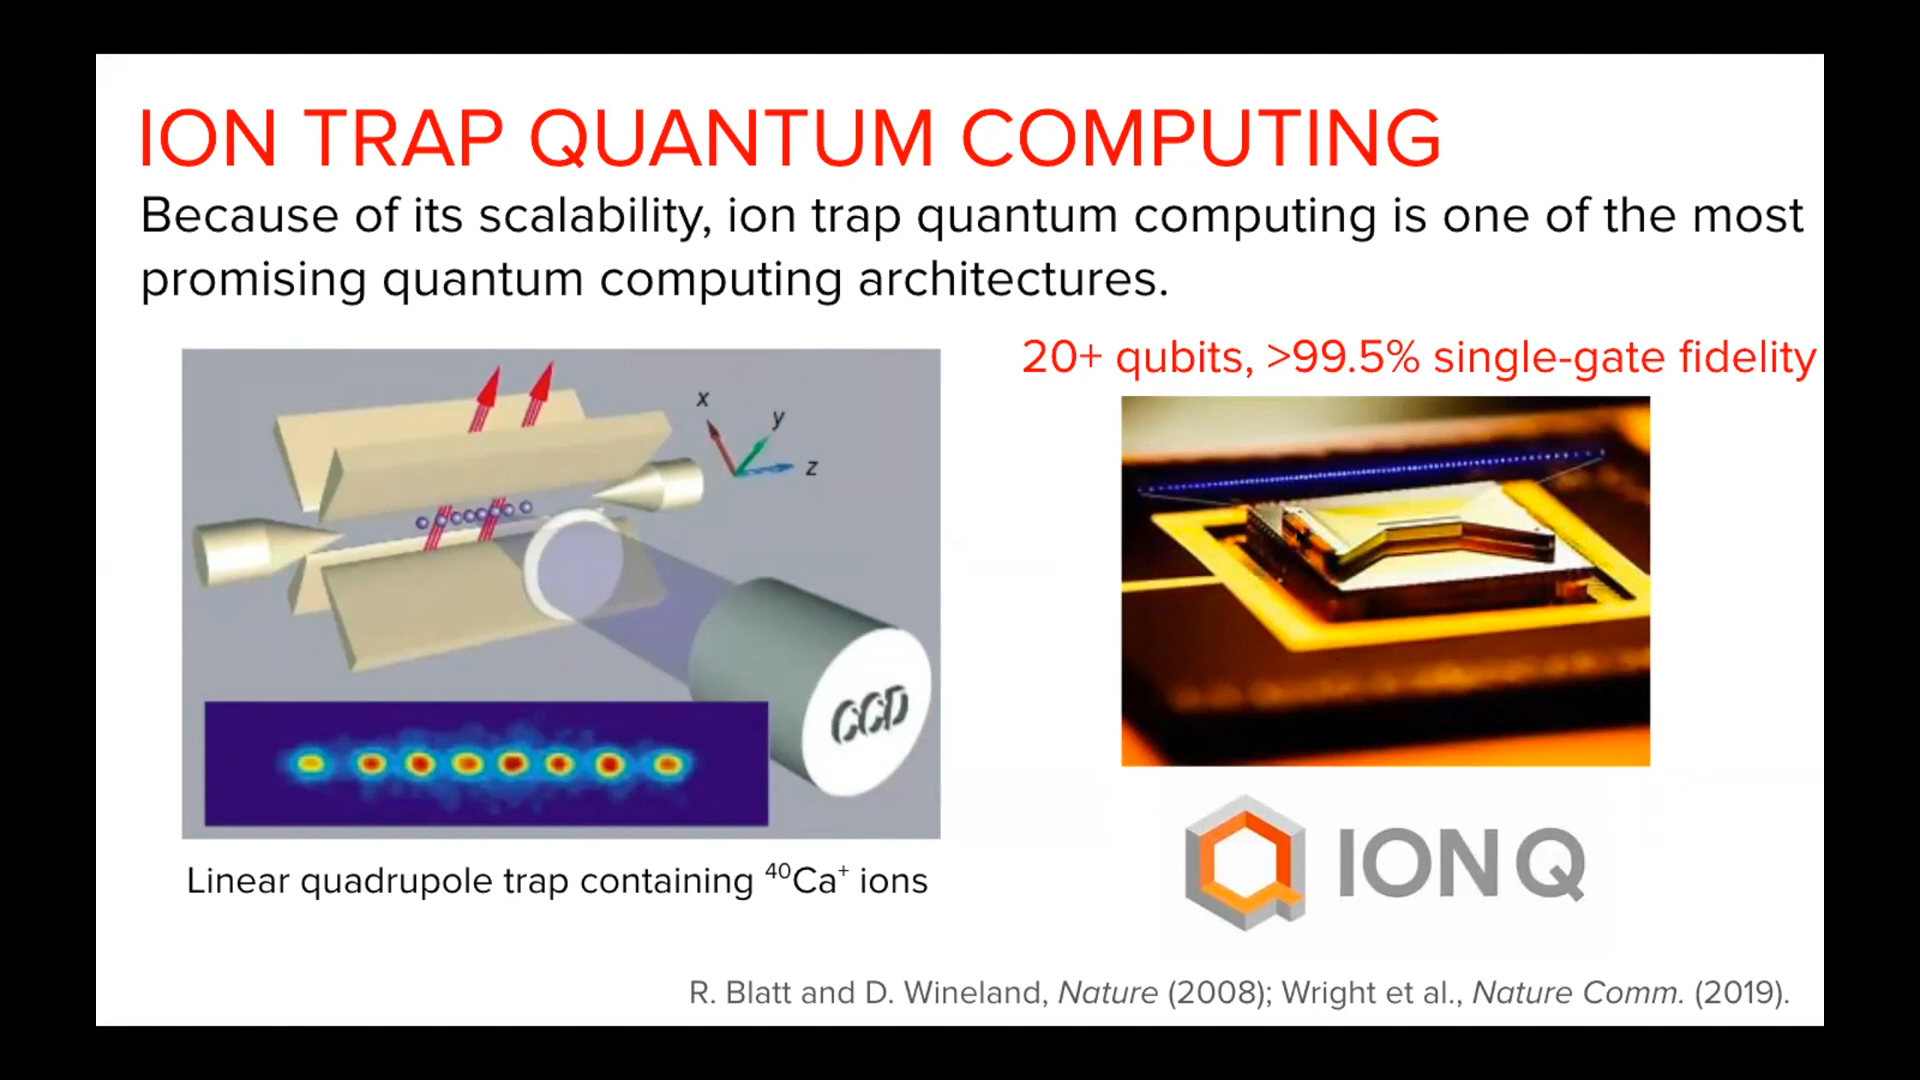 ION TRAP QUANTUM COMPUTING
Because of its scalability, ion trap quantum computing is one of the most
promising quantum computing architectures.
20+ qubits, >99.5% single-gate fidelity
x
y
z
CCD
Linear quadrupole trap containing ⁴⁰Ca⁺ ions
IONQ
R. Blatt and D. Wineland, Nature (2008); Wright et al., Nature Comm. (2019).